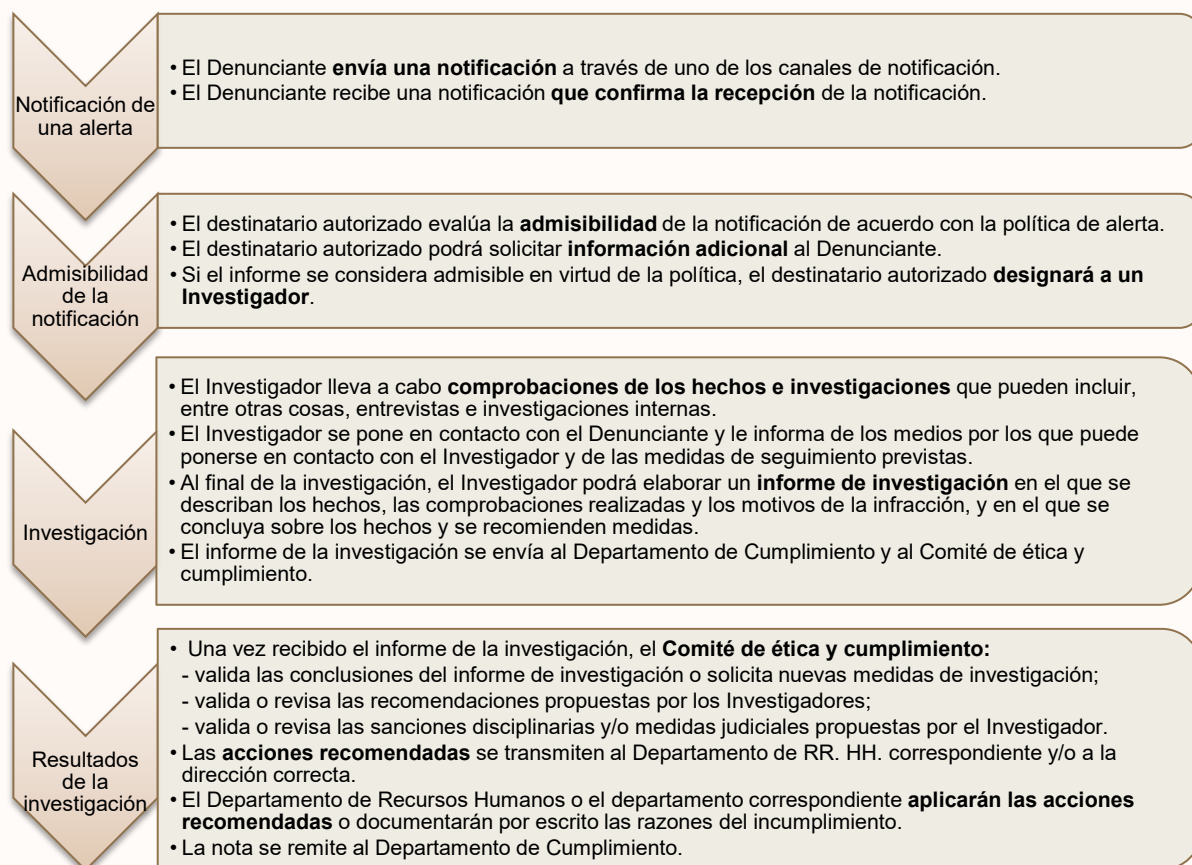 Notificación de
una alerta
• El Denunciante envía una notificación a través de uno de los canales de notificación.
• El Denunciante recibe una notificación que confirma la recepción de la notificación.
Admisibilidad
de la
notificación
• El destinatario autorizado evalúa la admisibilidad de la notificación de acuerdo con la política de alerta.
• El destinatario autorizado podrá solicitar información adicional al Denunciante.
• Si el informe se considera admisible en virtud de la política, el destinatario autorizado designará a un
Investigador.
Investigación
• El Investigador lleva a cabo comprobaciones de los hechos e investigaciones que pueden incluir,
entre otras cosas, entrevistas e investigaciones internas.
• El Investigador se pone en contacto con el Denunciante y le informa de los medios por los que puede
ponerse en contacto con el Investigador y de las medidas de seguimiento previstas.
• Al final de la investigación, el Investigador podrá elaborar un informe de investigación en el que se
describan los hechos, las comprobaciones realizadas y los motivos de la infracción, y en el que se
concluya sobre los hechos y se recomienden medidas.
• El informe de la investigación se envía al Departamento de Cumplimiento y al Comité de ética y
cumplimiento.
Resultados
de la
investigación
• Una vez recibido el informe de la investigación, el Comité de ética y cumplimiento:
- valida las conclusiones del informe de investigación o solicita nuevas medidas de investigación;
- valida o revisa las recomendaciones propuestas por los Investigadores;
- valida o revisa las sanciones disciplinarias y/o medidas judiciales propuestas por el Investigador.
• Las acciones recomendadas se transmiten al Departamento de RR. HH. correspondiente y/o a la
dirección correcta.
• El Departamento de Recursos Humanos o el departamento correspondiente aplicarán las acciones
recomendadas o documentarán por escrito las razones del incumplimiento.
• La nota se remite al Departamento de Cumplimiento.